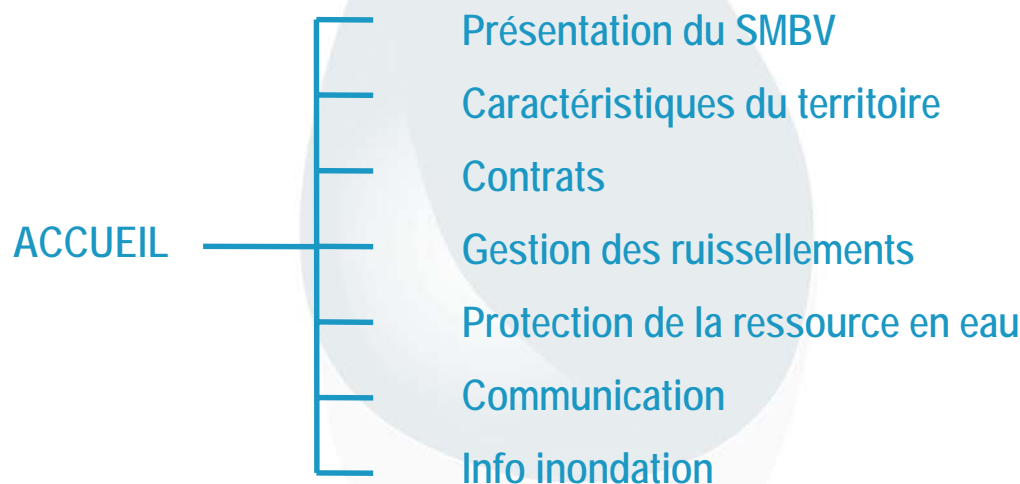 Présentation du SMBV
Caractéristiques du territoire
Contrats
ACCUEIL
Gestion des ruissellements
Protection de la ressource en eau
Communication
Info inondation